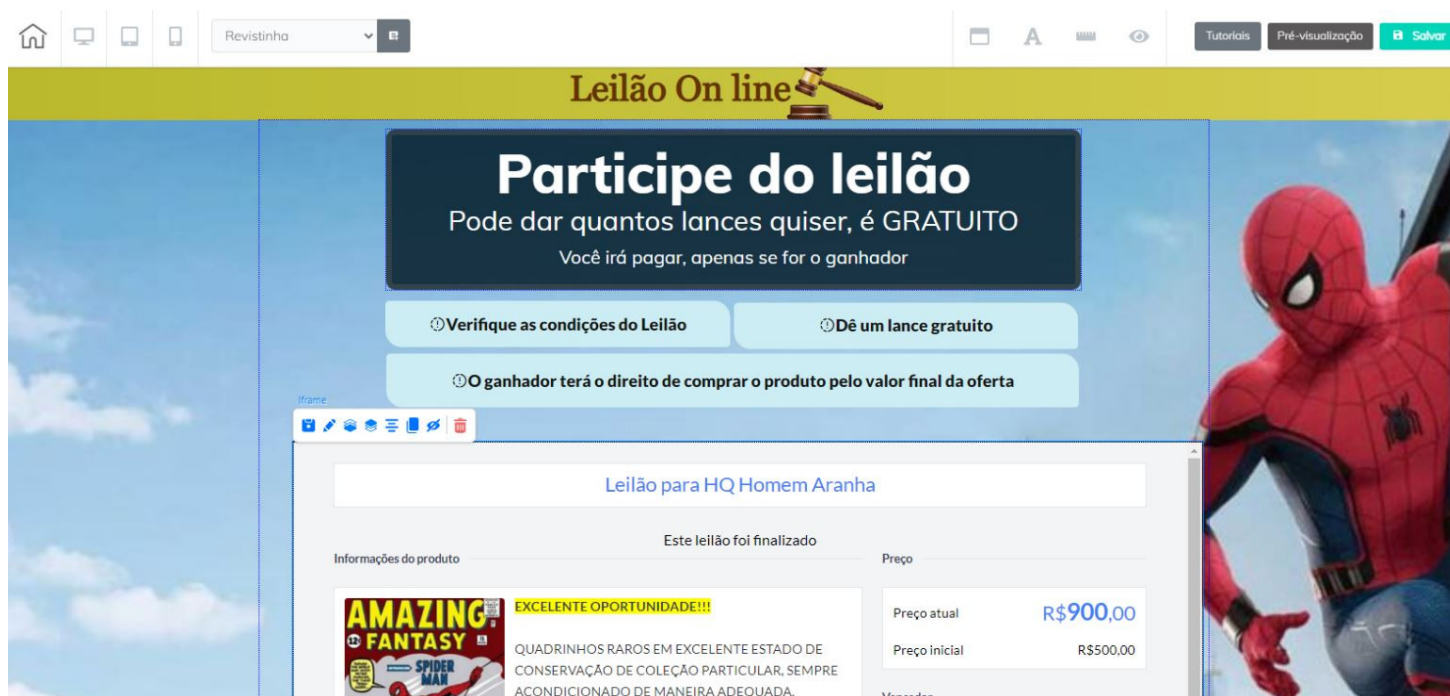 Revistinha
Tutoriais
Pré-visualização
Salvar
Leilão On line
Participe do leilão
Pode dar quantos lances quiser, é GRATUITO
Você irá pagar, apenas se for o ganhador
Verifique as condições do Leilão
Dê um lance gratuito
O ganhador terá o direito de comprar o produto pelo valor final da oferta
Iframe
Leilão para HQ Homem Aranha
Este leilão foi finalizado
Informações do produto
Preço
AMAZING
FANTASY
SPIDER
MAN
EXCELENTE OPORTUNIDADE!!!
QUADRINHOS RAROS EM EXCELENTE ESTADO DE
CONSERVAÇÃO DE COLEÇÃO PARTICULAR, SEMPRE
ACONDICIONADO DE MANEIRA ADEQUADA.
Preço atual
R$900,00
Preço inicial
R$500,00
Vencedor